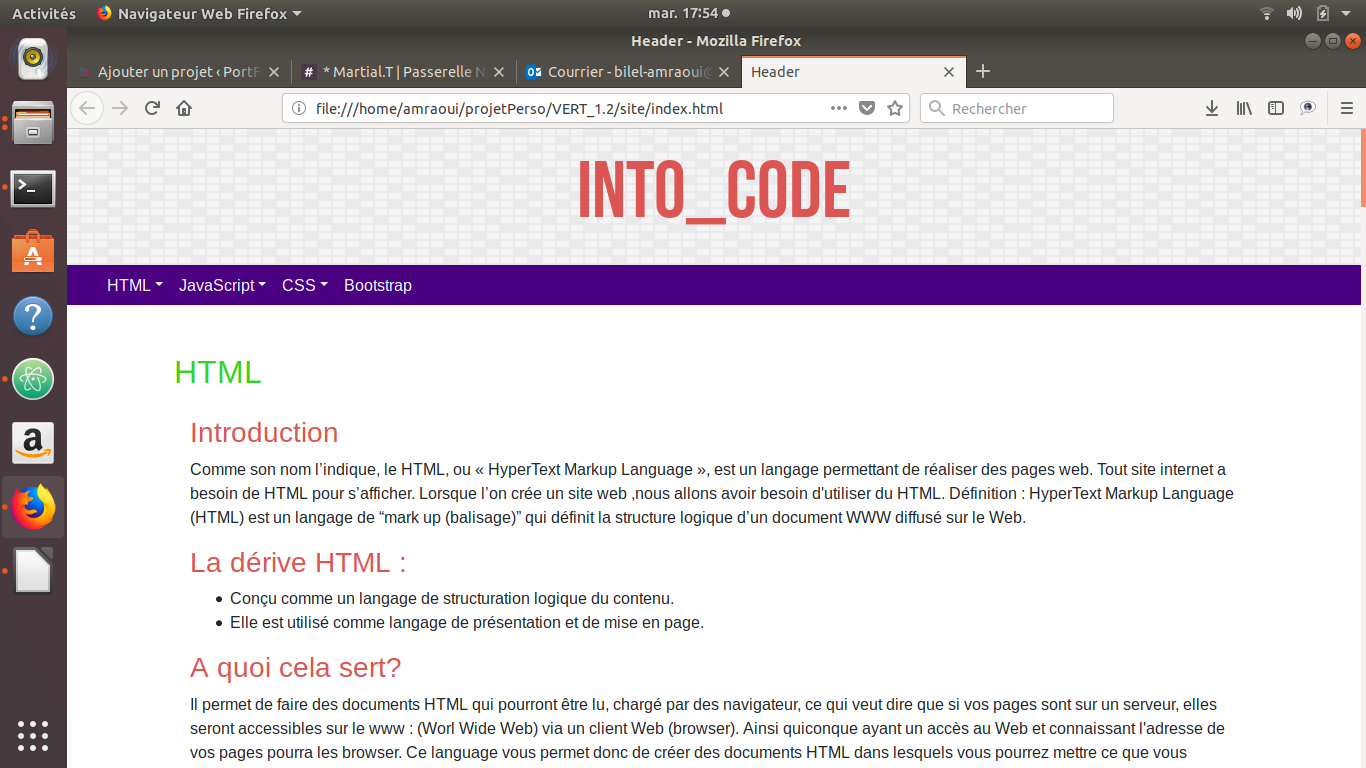 Activités Navigateur Web Firefox mar. 17:54
Header - Mozilla Firefox
Ajouter un projet ‹ PortF * Martial.T | Passerelle N Courrier - bilel-amraoui@ Header
file:///home/amraoui/projetPerso/VERT_1.2/site/index.html Rechercher
INTO_CODE
HTML JavaScript CSS Bootstrap
HTML
Introduction
Comme son nom l’indique, le HTML, ou « HyperText Markup Language », est un langage permettant de réaliser des pages web. Tout site internet a
besoin de HTML pour s’afficher. Lorsque l’on crée un site web ,nous allons avoir besoin d'utiliser du HTML. Définition : HyperText Markup Language
(HTML) est un langage de “mark up (balisage)” qui définit la structure logique d’un document WWW diffusé sur le Web.
La dérive HTML :
Conçu comme un langage de structuration logique du contenu.
Elle est utilisé comme langage de présentation et de mise en page.
A quoi cela sert?
Il permet de faire des documents HTML qui pourront être lu, chargé par des navigateur, ce qui veut dire que si vos pages sont sur un serveur, elles
seront accessibles sur le www : (Worl Wide Web) via un client Web (browser). Ainsi quiconque ayant un accès au Web et connaissant l'adresse de
vos pages pourra les browser. Ce language vous permet donc de créer des documents HTML dans lesquels vous pourrez mettre ce que vous